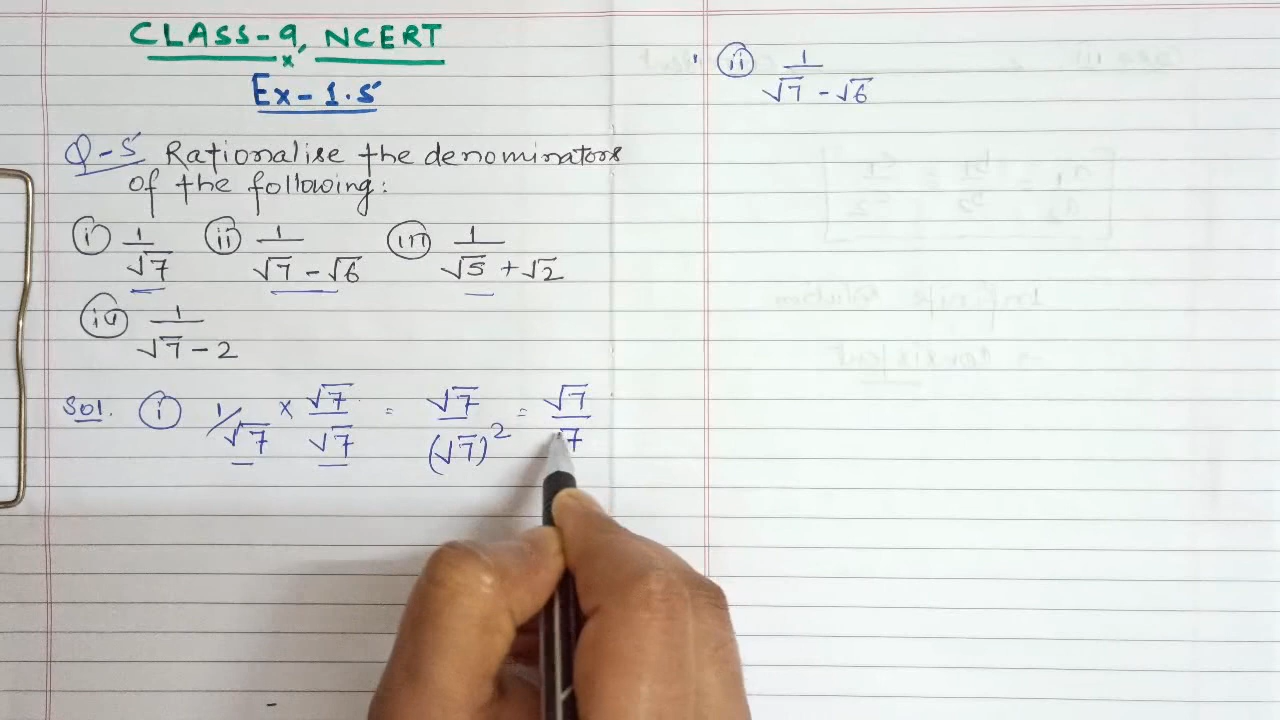 CLASS-9, NCERT
Ex-1.5
Q-5 Rationalise the denominators
of the following:
(i) 1/√7 (ii) 1/(√7 - √6) (iii) 1/(√5 + √2)
(iv) 1/(√7 - 2)
Sol. (i) 1/√7 × √7/√7 = √7/(√7)² = √7/7
(ii) 1/(√7 - √6)